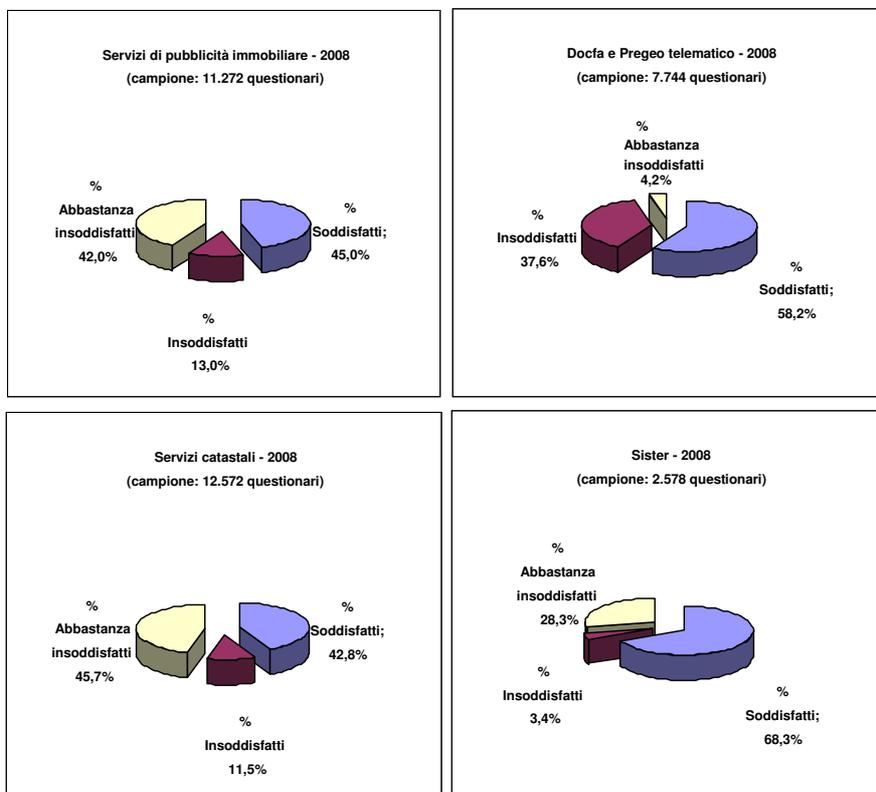 Servizi di pubblicità immobiliare - 2008
(campione: 11.272 questionari)
%
Abbastanza
insoddisfatti
42,0%
%
Soddisfatti;
45,0%
%
Insoddisfatti
13,0%
Docfa e Pregeo telematico - 2008
(campione: 7.744 questionari)
%
Abbastanza
insoddisfatti
4,2%
%
Insoddisfatti
37,6%
%
Soddisfatti;
58,2%
Servizi catastali - 2008
(campione: 12.572 questionari)
%
Abbastanza
insoddisfatti
45,7%
%
Soddisfatti;
42,8%
%
Insoddisfatti
11,5%
Sister - 2008
(campione: 2.578 questionari)
%
Abbastanza
insoddisfatti
28,3%
%
Insoddisfatti
3,4%
%
Soddisfatti;
68,3%